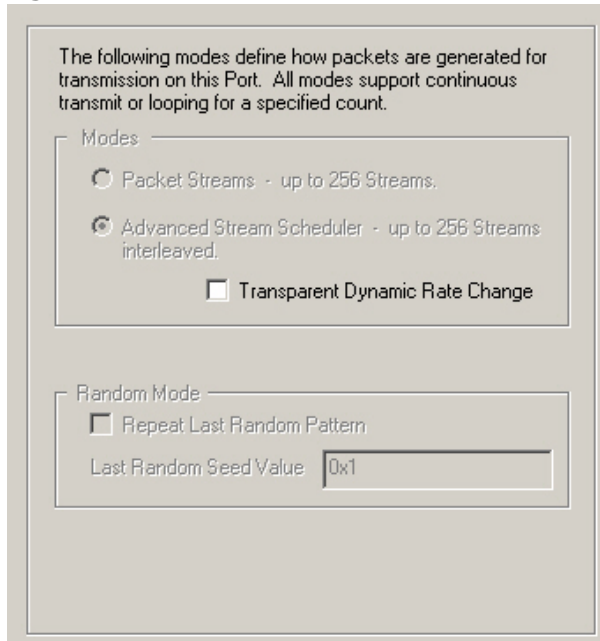 The following modes define how packets are generated for
transmission on this Port. All modes support continuous
transmit or looping for a specified count.
Modes
Packet Streams - up to 256 Streams.
Advanced Stream Scheduler - up to 256 Streams
interleaved.
Transparent Dynamic Rate Change
Random Mode
Repeat Last Random Pattern
Last Random Seed Value 0x1